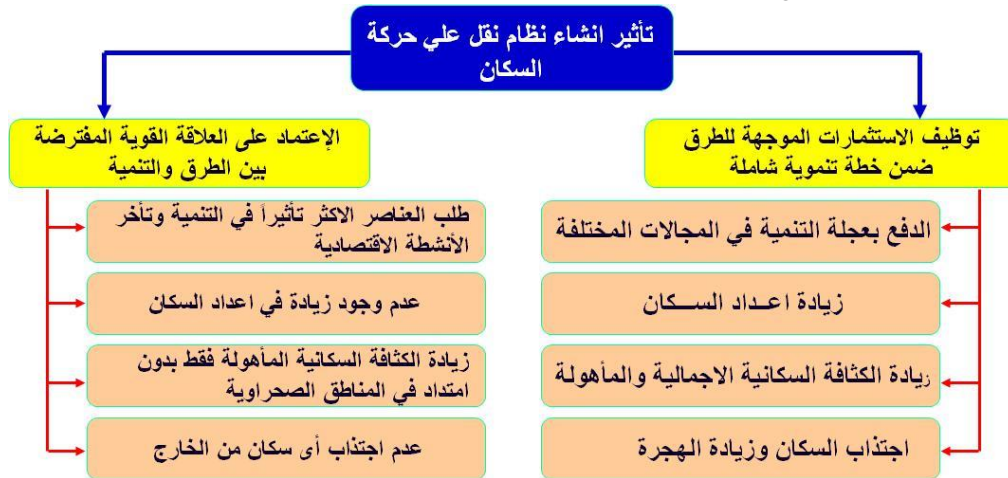 تأثير انشاء نظام نقل علي حركة
السكان
توظيف الاستثمارات الموجهة للطرق
ضمن خطة تنموية شاملة
الدفع بعجلة التنمية في المجالات المختلفة
زيادة اعــداد الســكان
زيادة الكثافة السكانية الاجمالية والمأهولة
اجتذاب السكان وزيادة الهجرة
الإعتماد على العلاقة القوية المفترضة
بين الطرق والتنمية
طلب العناصر الاكثر تأثيراً في التنمية وتأخر
الأنشطة الاقتصادية
عدم وجود زيادة في اعداد السكان
زيادة الكثافة السكانية المأهولة فقط بدون
امتداد في المناطق الصحراوية
عدم اجتذاب أى سكان من الخارج